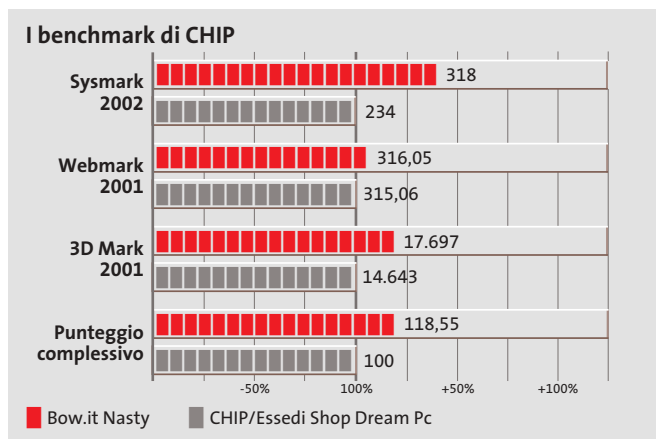 I benchmark di CHIP
Sysmark
2002
318
234
Webmark
2001
316,05
315,06
3D Mark
2001
17.697
14.643
Punteggio
complessivo
118,55
100
-50%
100%
+50%
+100%
Bow.it Nasty
CHIP/Essedi Shop Dream Pc